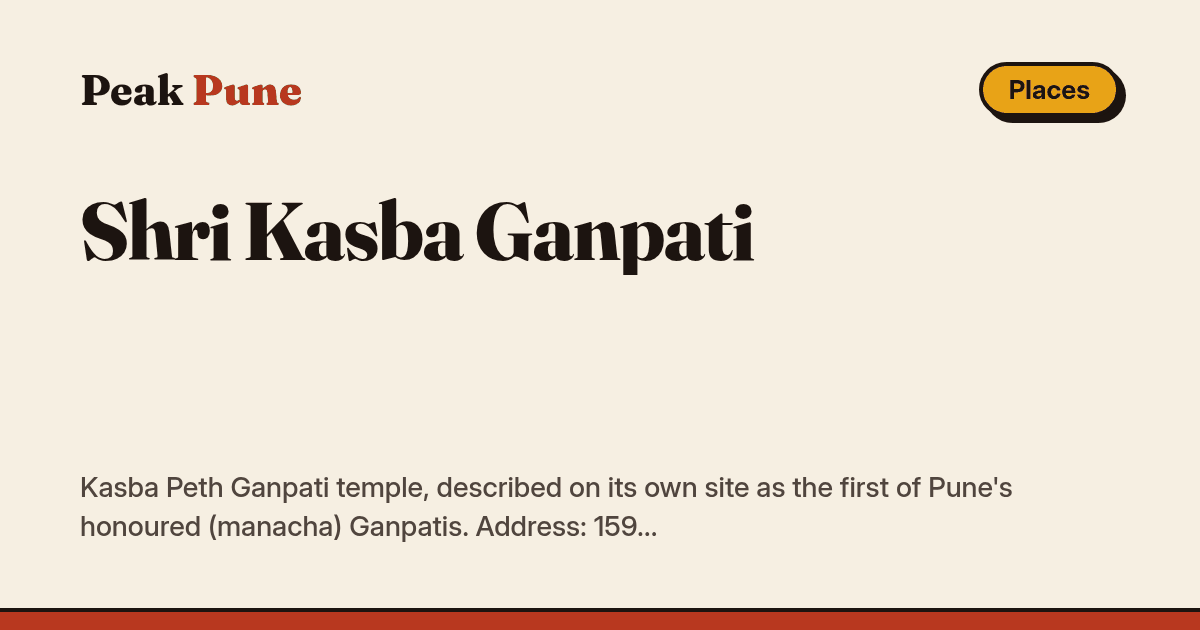 Peak Pune
Places
Shri Kasba Ganpati
Kasba Peth Ganpati temple, described on its own site as the first of Pune's
honoured (manacha) Ganpatis. Address: 159...